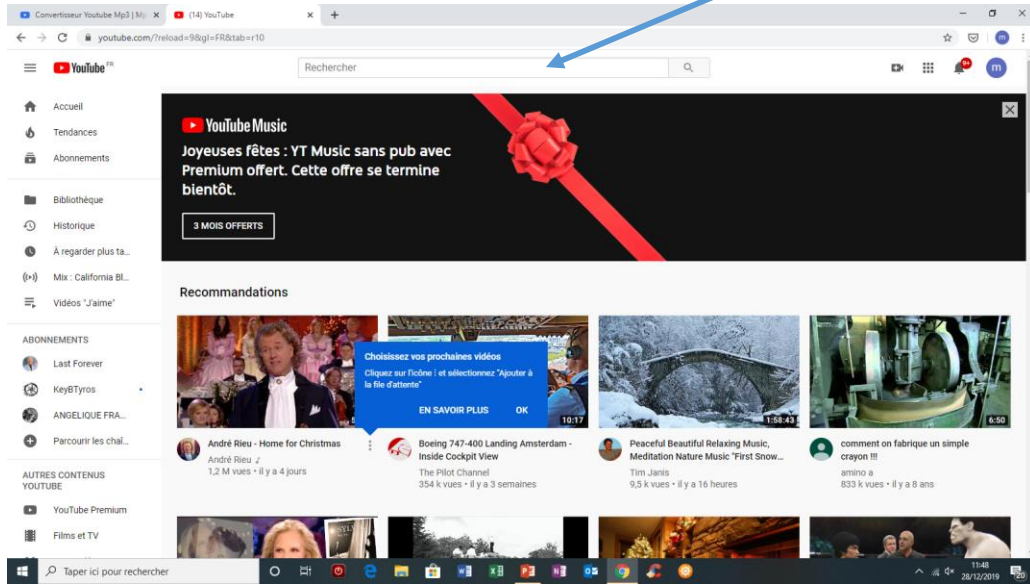 Convertisseur Youtube Mp3 | Mp
(14) YouTube
youtube.com/?reload=9&gl=FR&tab=r10
m
YouTube FR
Rechercher
9+
m
Accueil
Tendances
Abonnements
Bibliothèque
Historique
À regarder plus ta...
Mix : California Bl...
Vidéos "J'aime"
ABONNEMENTS
Last Forever
KeyBTyros
ANGELIQUE FRA...
Parcourir les chaî...
AUTRES CONTENUS
YOUTUBE
YouTube Premium
Films et TV
YouTube Music
Joyeuses fêtes : YT Music sans pub avec
Premium offert. Cette offre se termine
bientôt.
3 MOIS OFFERTS
Recommandations
Choisissez vos prochaines vidéos
Cliquez sur l'icône ⋮ et sélectionnez "Ajouter à
la file d'attente"
EN SAVOIR PLUS OK
André Rieu - Home for Christmas
André Rieu ♪
1,2 M vues • il y a 4 jours
10:17
Boeing 747-400 Landing Amsterdam -
Inside Cockpit View
The Pilot Channel
354 k vues • il y a 3 semaines
1:58:43
Peaceful Beautiful Relaxing Music,
Meditation Nature Music "First Snow...
Tim Janis
9,5 k vues • il y a 16 heures
6:50
comment on fabrique un simple
crayon !!!
amino a
833 k vues • il y a 8 ans
Taper ici pour rechercher
11:48
28/12/2019
20